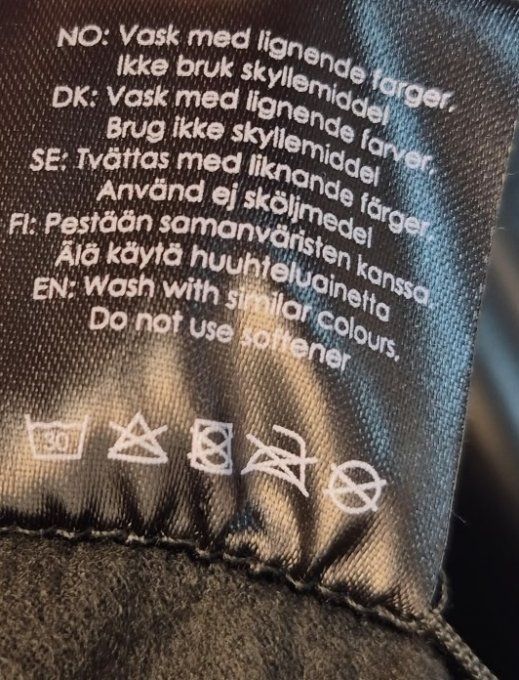 NO: Vask med lignende farger.
Ikke bruk skyllemiddel
DK: Vask med lignende farver.
Brug ikke skyllemiddel
SE: Tvättas med liknande färger.
Använd ej sköljmedel
FI: Pestään samanväristen kanssa
Älä käytä huuhteluainetta
EN: Wash with similar colours.
Do not use softener
30